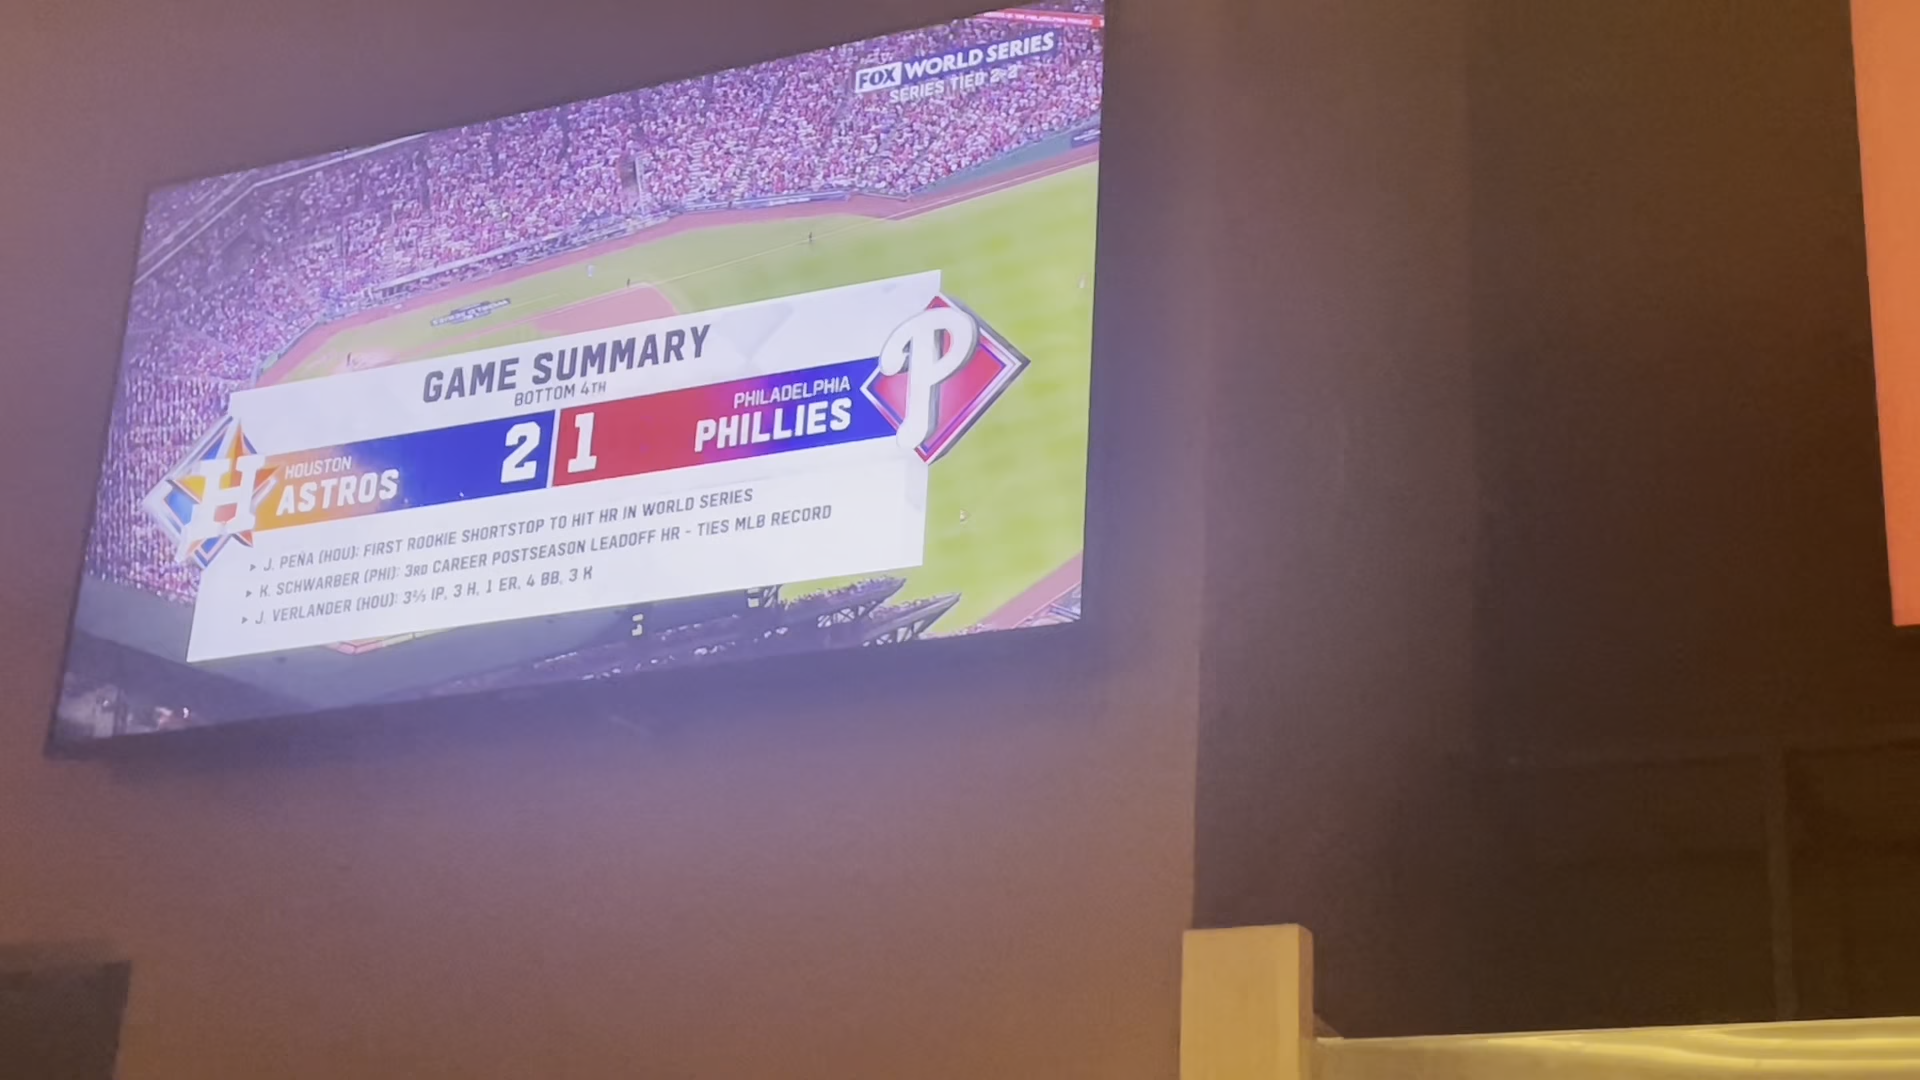 FOX WORLD SERIES
SERIES TIED 2-2
GAME SUMMARY
BOTTOM 4TH
HOUSTON
ASTROS
2
1
PHILADELPHIA
PHILLIES
P
H
▸ J. PEÑA (HOU): FIRST ROOKIE SHORTSTOP TO HIT HR IN WORLD SERIES
▸ K. SCHWARBER (PHI): 3RD CAREER POSTSEASON LEADOFF HR - TIES MLB RECORD
▸ J. VERLANDER (HOU): 3⅔ IP, 3 H, 1 ER, 4 BB, 3 K